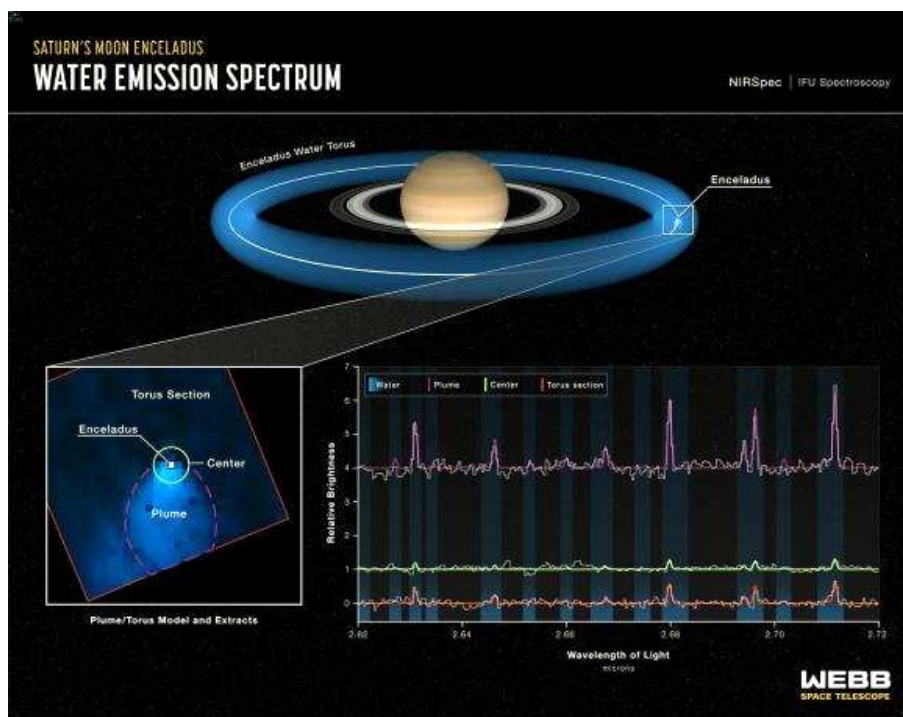 SATURN'S MOON ENCELADUS
WATER EMISSION SPECTRUM
NIRSpec | IFU Spectroscopy
Enceladus Water Torus
Enceladus
Torus Section
Enceladus
Center
Plume
Plume/Torus Model and Extracts
Water Plume Center Torus section
Relative Brightness
7
6
5
4
3
2
1
0
2.62 2.64 2.66 2.68 2.70 2.72
Wavelength of Light
microns
WEBB
SPACE TELESCOPE